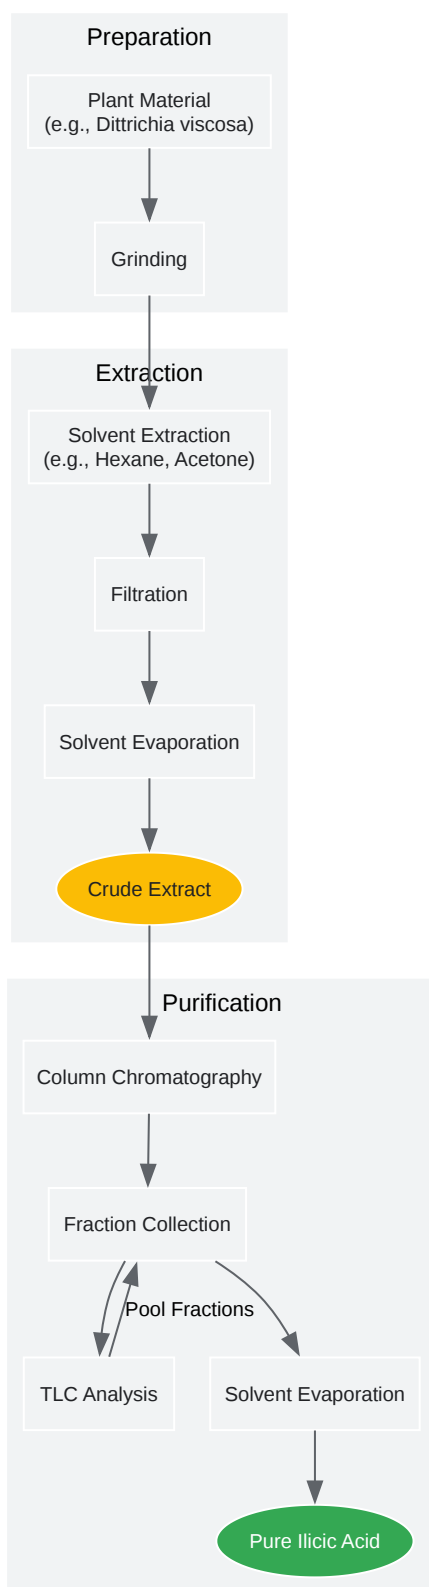 Preparation
Plant Material
(e.g., Dittrichia viscosa)
Grinding
Extraction
Solvent Extraction
(e.g., Hexane, Acetone)
Filtration
Solvent Evaporation
Crude Extract
Purification
Column Chromatography
Fraction Collection
Pool Fractions
TLC Analysis
Solvent Evaporation
Pure Ilicic Acid